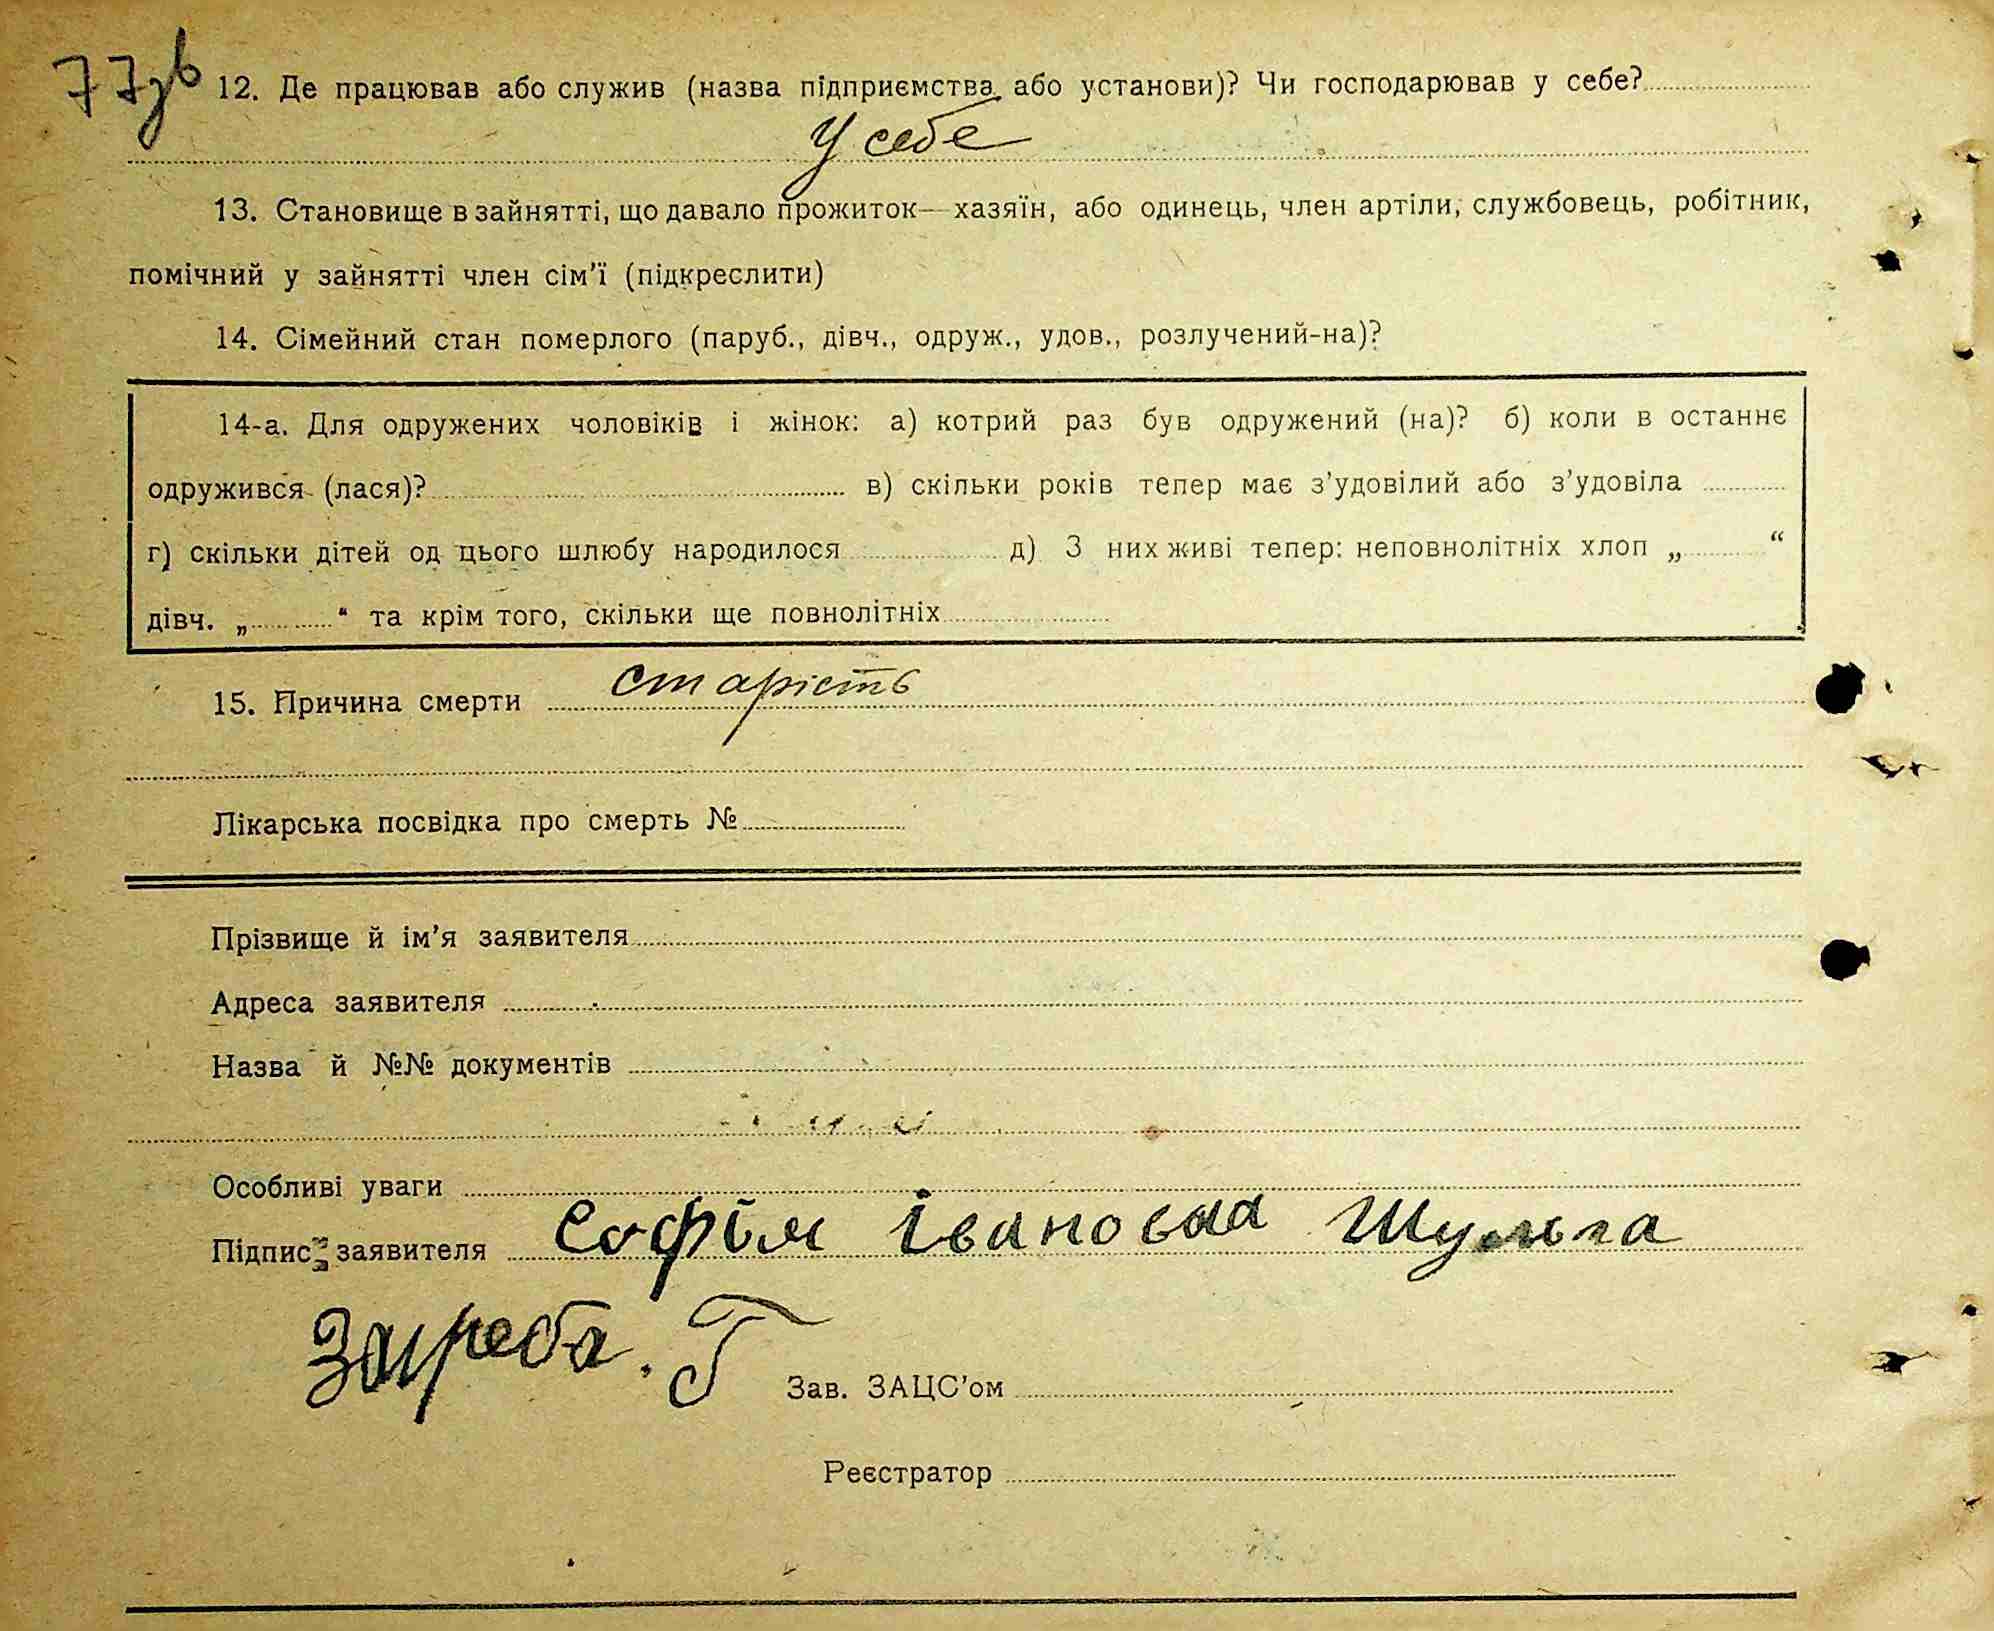 77зв
12. Де працював або служив (назва підприємства або установи)? Чи господарював у себе?
У себе
13. Становище в зайнятті, що давало прожиток—хазяїн, або одинець, член артіли, службовець, робітник,
помічний у зайнятті член сім'ї (підкреслити)
14. Сімейний стан померлого (паруб., дівч., одруж., удов., розлучений-на)?
14-а. Для одружених чоловіків і жінок: а) котрий раз був одружений (на)? б) коли в останнє
одружився (лася)? в) скільки років тепер має з'удовілий або з'удовіла
г) скільки дітей од цього шлюбу народилося д) З них живі тепер: неповнолітніх хлоп „ “
дівч. „ “ та крім того, скільки ще повнолітніх
15. Причина смерти старість
Лікарська посвідка про смерть №
Прізвище й ім'я заявителя
Адреса заявителя
Назва й №№ документів
Особливі уваги
Підпис заявителя Софія Івановна Шульга
Зареба. Г
Зав. ЗАЦС'ом
Реєстратор